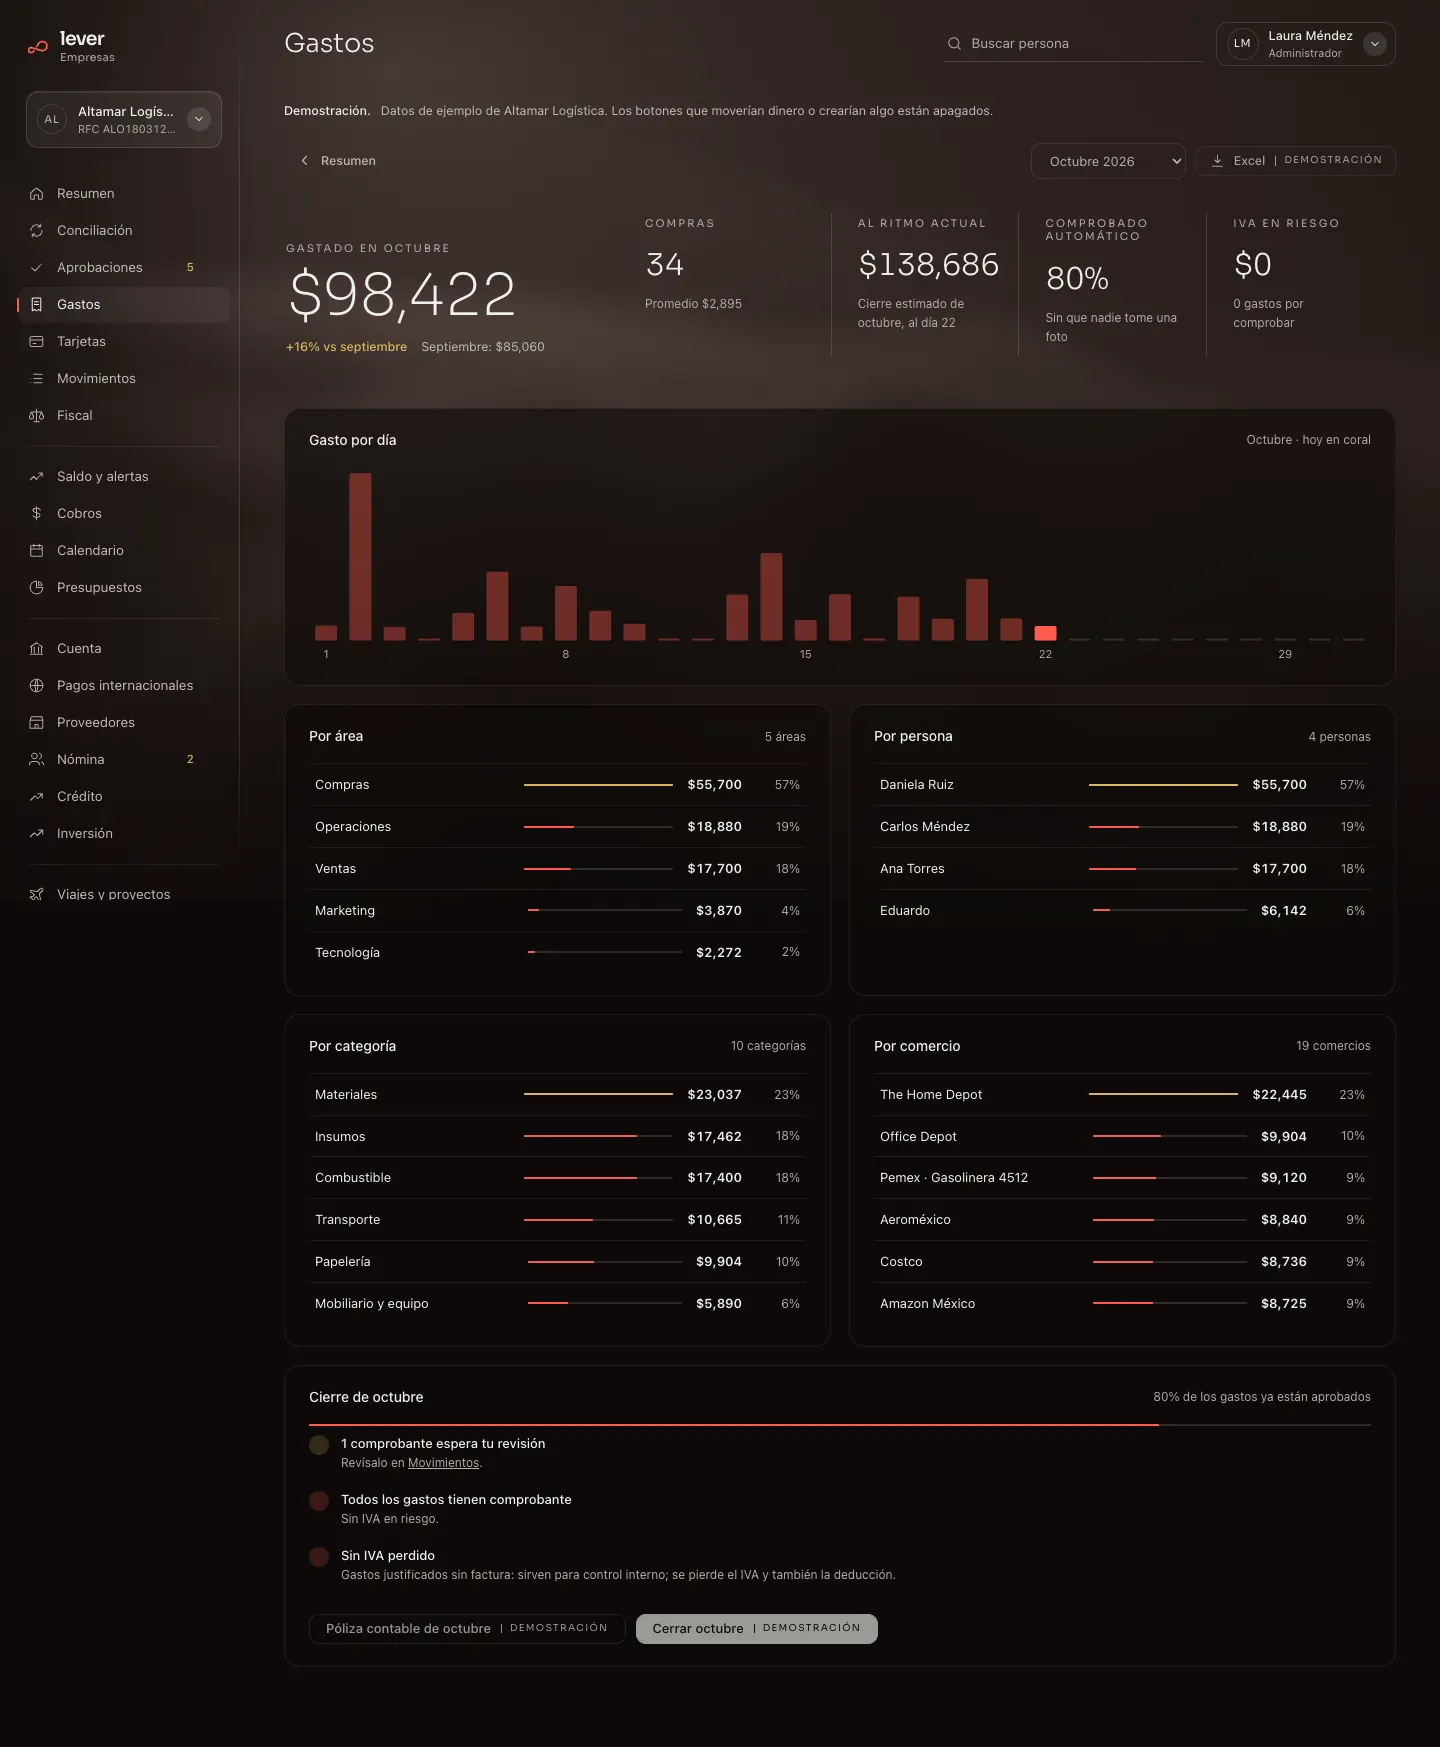 lever
Empresas
AL
Altamar Logís...
RFC ALO180312...
Resumen
Conciliación
Aprobaciones 5
Gastos
Tarjetas
Movimientos
Fiscal
Saldo y alertas
Cobros
Calendario
Presupuestos
Cuenta
Pagos internacionales
Proveedores
Nómina 2
Crédito
Inversión
Viajes y proyectos
Gastos
Buscar persona
LM
Laura Méndez
Administrador
Demostración. Datos de ejemplo de Altamar Logística. Los botones que moverían dinero o crearían algo están apagados.
Resumen
Octubre 2026
Excel | DEMOSTRACIÓN
GASTADO EN OCTUBRE
$98,422
+16% vs septiembre Septiembre: $85,060
COMPRAS
34
Promedio $2,895
AL RITMO ACTUAL
$138,686
Cierre estimado de
octubre, al día 22
COMPROBADO
AUTOMÁTICO
80%
Sin que nadie tome una
foto
IVA EN RIESGO
$0
0 gastos por
comprobar
Gasto por día
Octubre · hoy en coral
1 8 15 22 29
Por área 5 áreas
Compras $55,700 57%
Operaciones $18,880 19%
Ventas $17,700 18%
Marketing $3,870 4%
Tecnología $2,272 2%
Por persona 4 personas
Daniela Ruiz $55,700 57%
Carlos Méndez $18,880 19%
Ana Torres $17,700 18%
Eduardo $6,142 6%
Por categoría 10 categorías
Materiales $23,037 23%
Insumos $17,462 18%
Combustible $17,400 18%
Transporte $10,665 11%
Papelería $9,904 10%
Mobiliario y equipo $5,890 6%
Por comercio 19 comercios
The Home Depot $22,445 23%
Office Depot $9,904 10%
Pemex · Gasolinera 4512 $9,120 9%
Aeroméxico $8,840 9%
Costco $8,736 9%
Amazon México $8,725 9%
Cierre de octubre 80% de los gastos ya están aprobados
1 comprobante espera tu revisión
Revísalo en Movimientos.
Todos los gastos tienen comprobante
Sin IVA en riesgo.
Sin IVA perdido
Gastos justificados sin factura: sirven para control interno; se pierde el IVA y también la deducción.
Póliza contable de octubre | DEMOSTRACIÓN
Cerrar octubre | DEMOSTRACIÓN